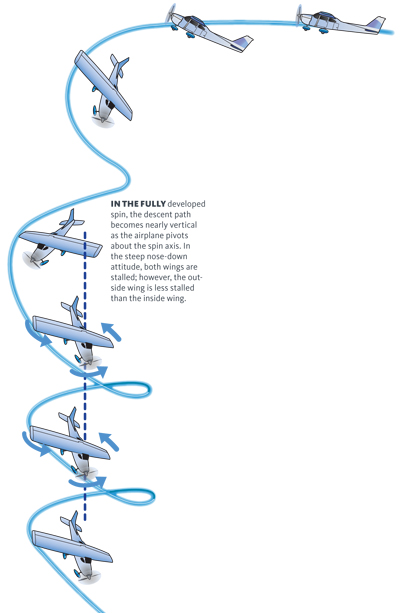 IN THE FULLY developed
spin, the descent path
becomes nearly vertical
as the airplane pivots
about the spin axis. In
the steep nose-down
attitude, both wings are
stalled; however, the out-
side wing is less stalled
than the inside wing.